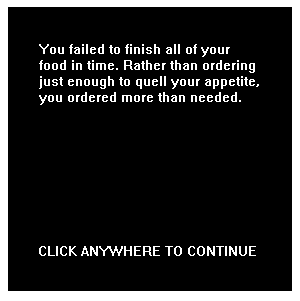 You failed to finish all of your
food in time. Rather than ordering
just enough to quell your appetite,
you ordered more than needed.
CLICK ANYWHERE TO CONTINUE